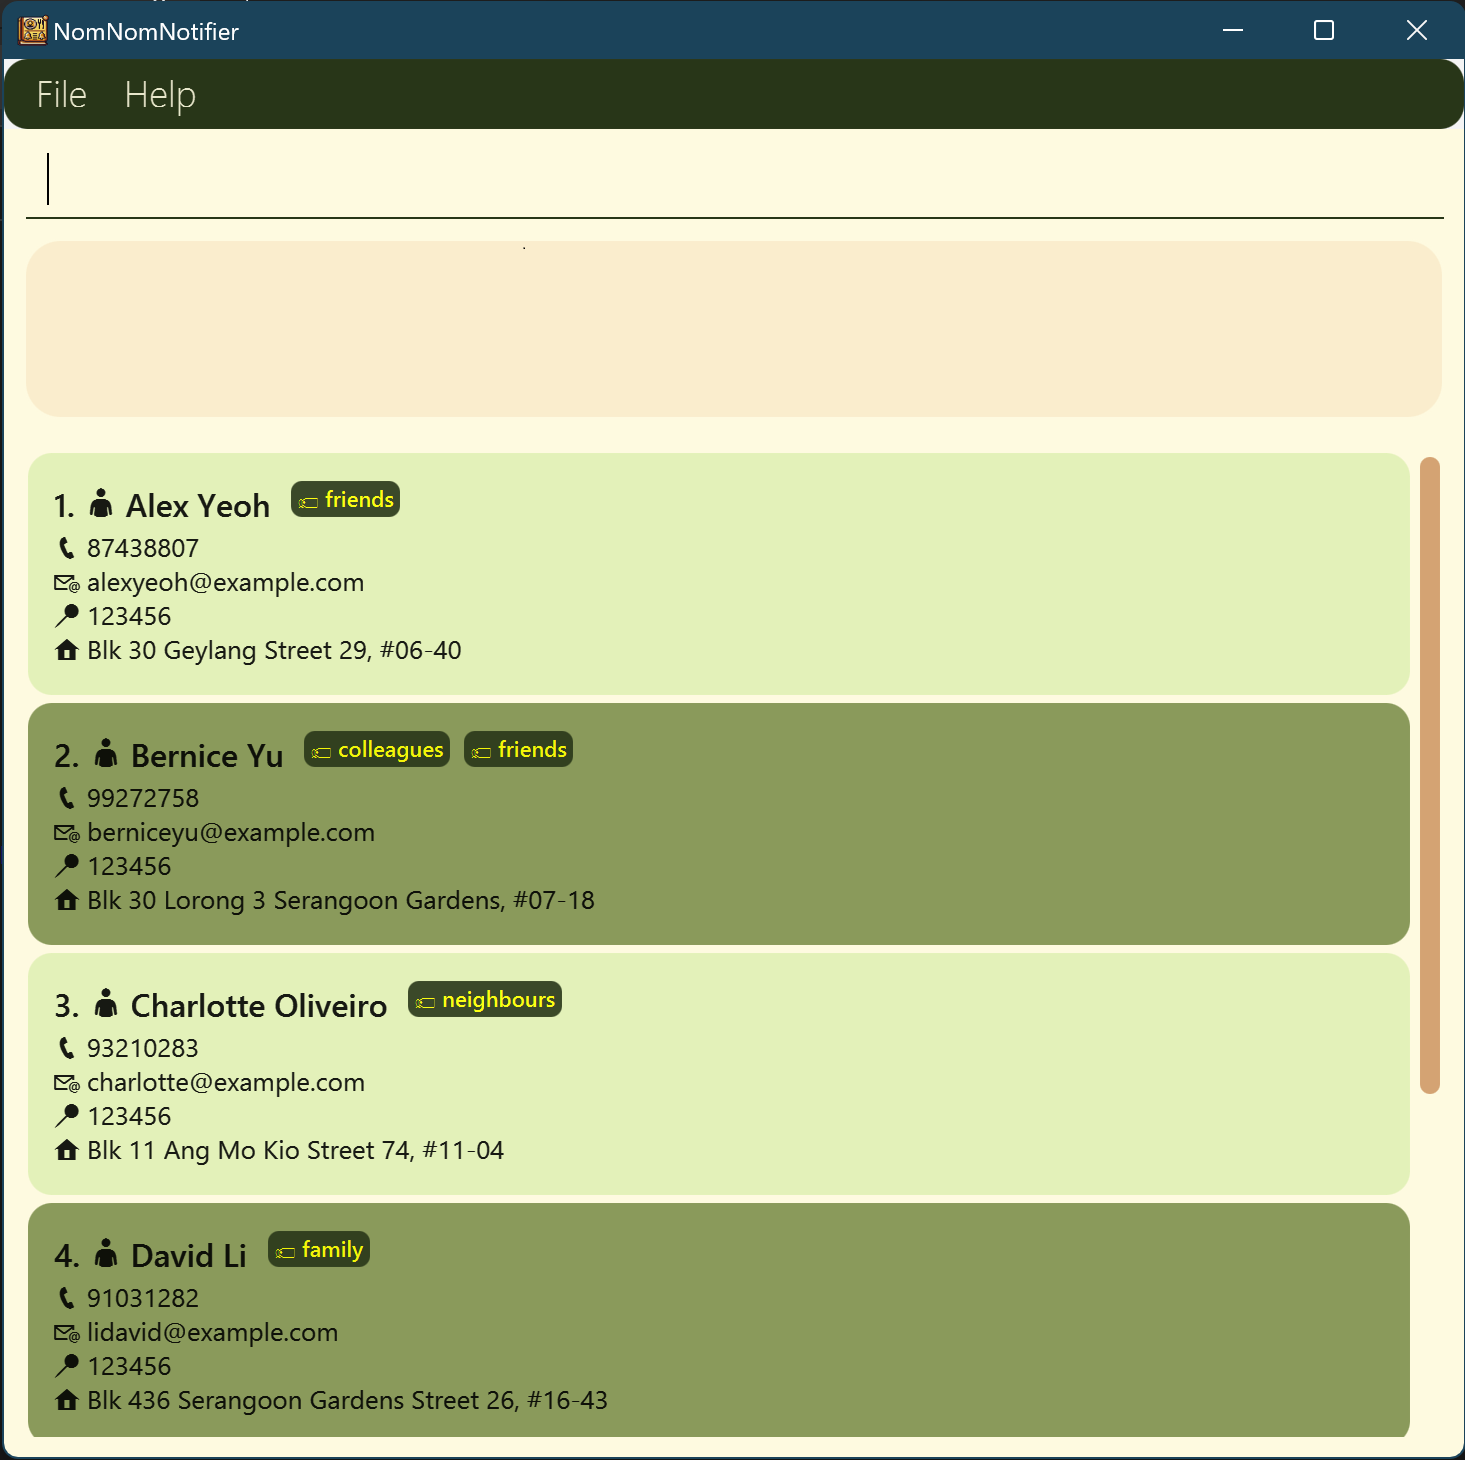 NomNomNotifier
File Help
1. Alex Yeoh friends
87438807
alexyeoh@example.com
123456
Blk 30 Geylang Street 29, #06-40
2. Bernice Yu colleagues friends
99272758
berniceyu@example.com
123456
Blk 30 Lorong 3 Serangoon Gardens, #07-18
3. Charlotte Oliveiro neighbours
93210283
charlotte@example.com
123456
Blk 11 Ang Mo Kio Street 74, #11-04
4. David Li family
91031282
lidavid@example.com
123456
Blk 436 Serangoon Gardens Street 26, #16-43